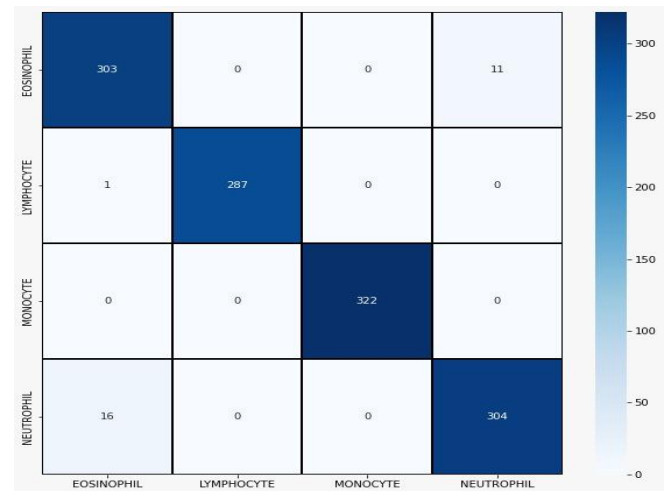 EOSINOPHIL 303 0 0 11
LYMPHOCYTE 1 287 0 0
MONOCYTE 0 0 322 0
NEUTROPHIL 16 0 0 304
EOSINOPHIL LYMPHOCYTE MONOCYTE NEUTROPHIL
300
250
200
150
100
50
0